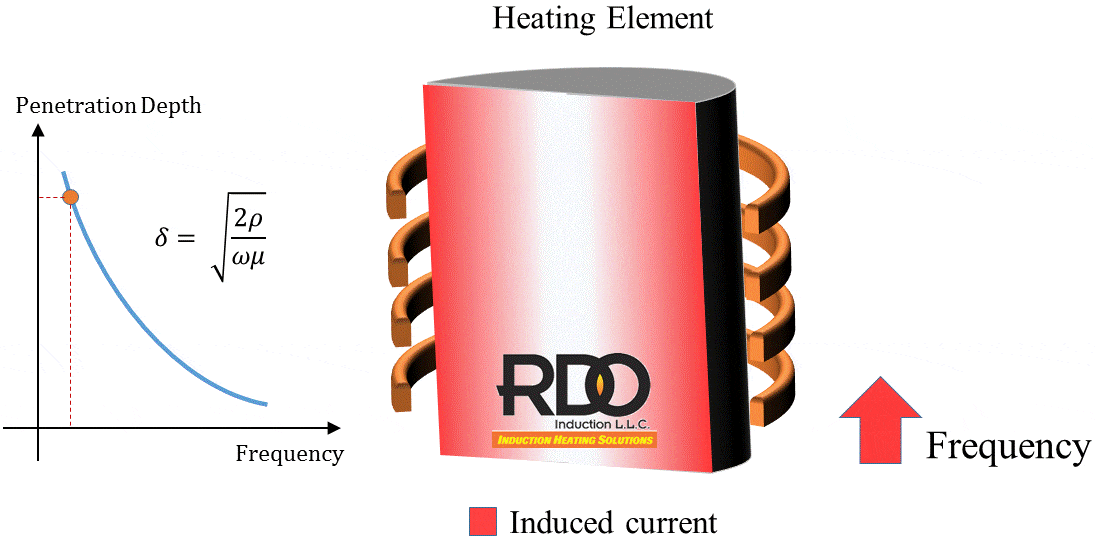 Heating Element
Penetration Depth
δ = √(2ρ/ωμ)
Frequency
RDO
Induction L.L.C.
INDUCTION HEATING SOLUTIONS
Frequency
Induced current